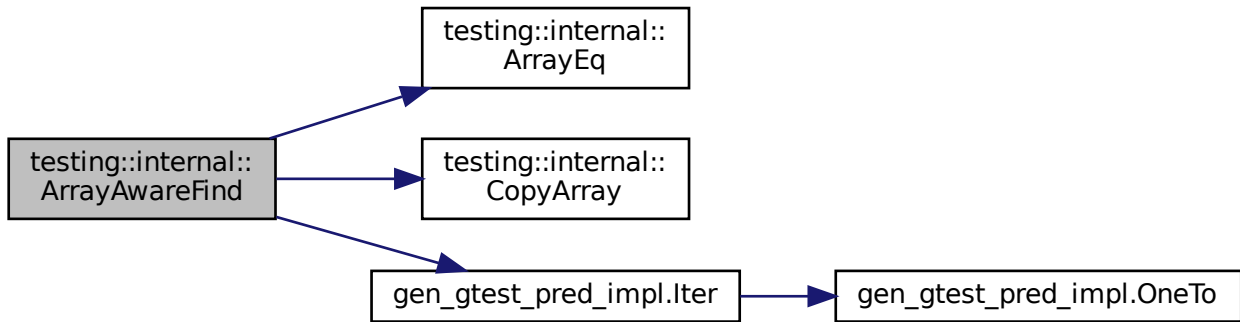 testing::internal::
ArrayEq
testing::internal::
ArrayAwareFind
testing::internal::
CopyArray
gen_gtest_pred_impl.Iter
gen_gtest_pred_impl.OneTo